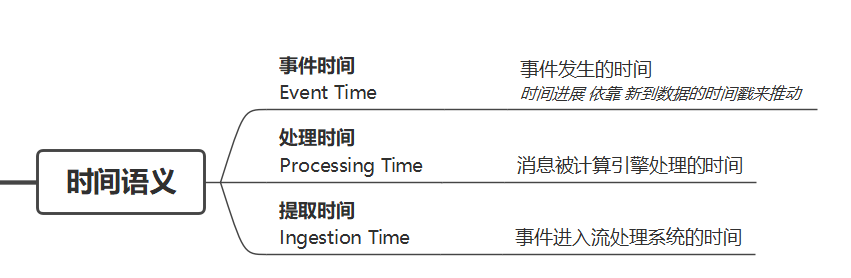 时间语义
事件时间
Event Time
事件发生的时间
时间进展 依靠 新到数据的时间戳来推动
处理时间
Processing Time
消息被计算引擎处理的时间
提取时间
Ingestion Time
事件进入流处理系统的时间